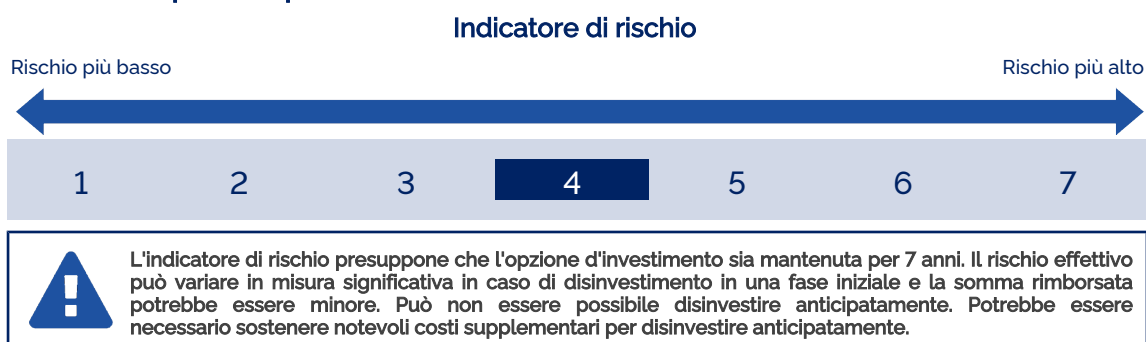 Indicatore di rischio
Rischio più basso
Rischio più alto
1 2 3 4 5 6 7
L'indicatore di rischio presuppone che l'opzione d'investimento sia mantenuta per 7 anni. Il rischio effettivo
può variare in misura significativa in caso di disinvestimento in una fase iniziale e la somma rimborsata
potrebbe essere minore. Può non essere possibile disinvestire anticipatamente. Potrebbe essere
necessario sostenere notevoli costi supplementari per disinvestire anticipatamente.